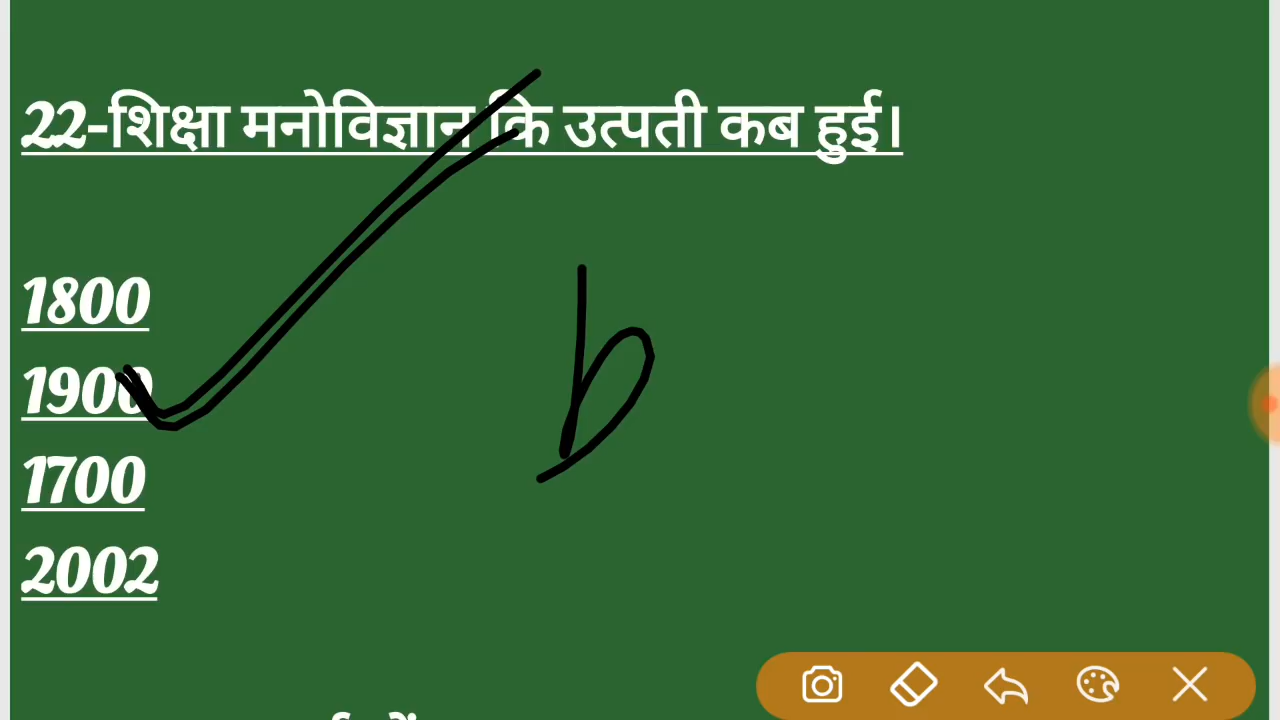 22-शिक्षा मनोविज्ञान कि उत्पती कब हुई।
1800
1900
b
1700
2002